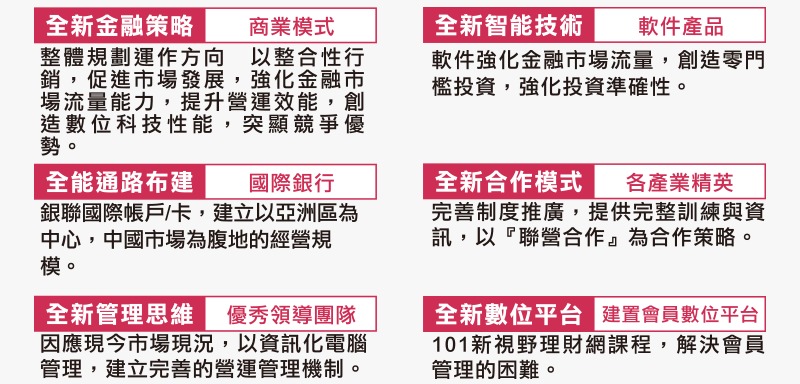 全新金融策略 商業模式
整體規劃運作方向 以整合性行
銷，促進市場發展，強化金融市
場流量能力，提升營運效能，創
造數位科技性能，突顯競爭優
勢。
全能通路布建 國際銀行
銀聯國際帳戶/卡，建立以亞洲區為
中心，中國市場為腹地的經營規
模。
全新管理思維 優秀領導團隊
因應現今市場現況，以資訊化電腦
管理，建立完善的營運管理機制。
全新智能技術 軟件產品
軟件強化金融市場流量，創造零門
檻投資，強化投資準確性。
全新合作模式 各產業精英
完善制度推廣，提供完整訓練與資
訊，以『聯營合作』為合作策略。
全新數位平台 建置會員數位平台
101新視野理財網課程，解決會員
管理的困難。